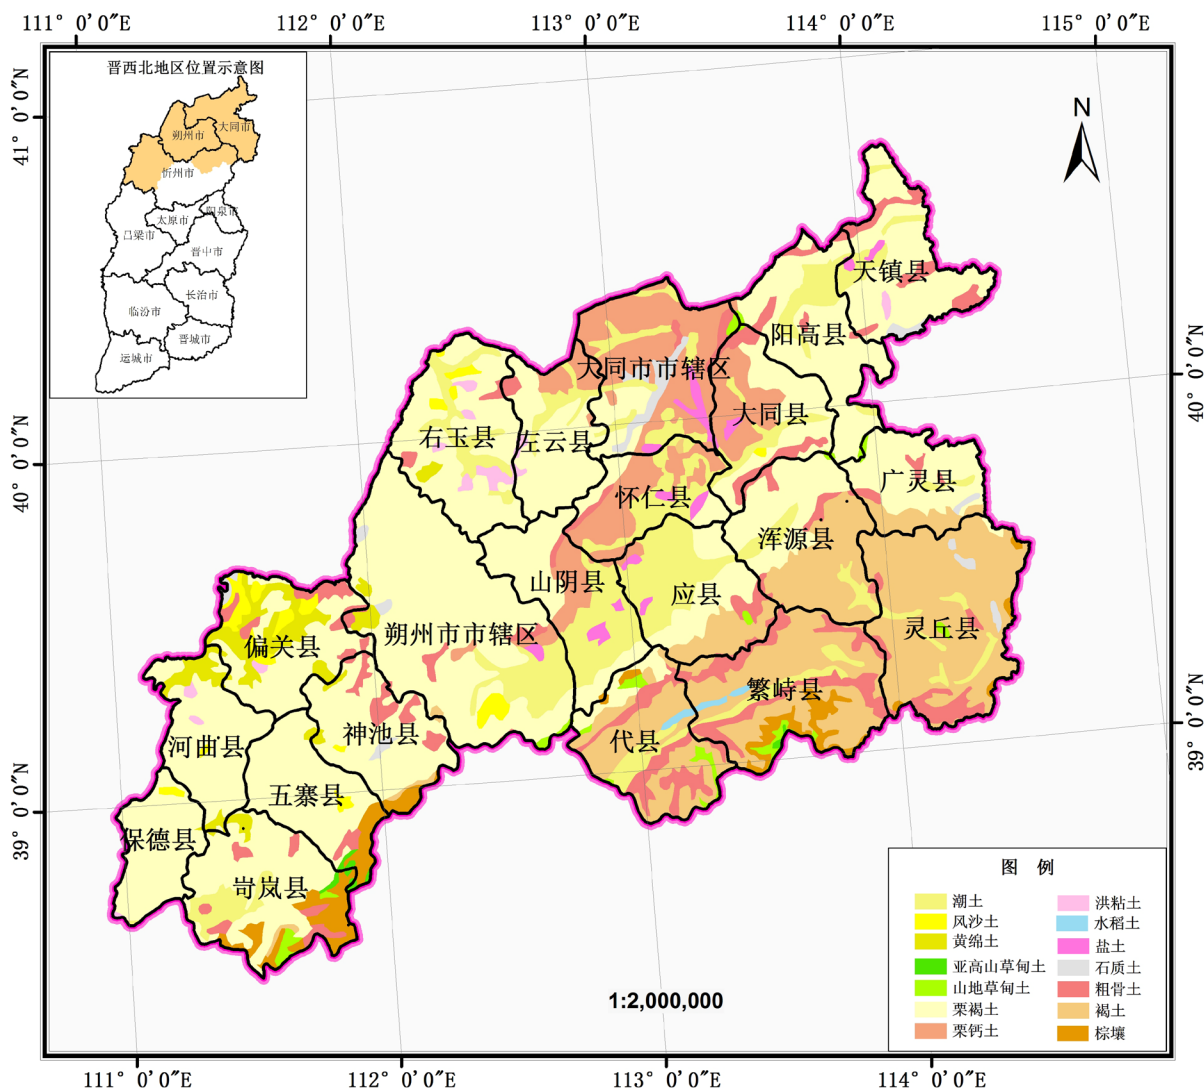 111° 0′0″E
112° 0′0″E
113° 0′0″E
114° 0′0″E
115° 0′0″E
晋西北地区位置示意图
大同市
朔州市
忻州市
阳泉市
太原市
吕梁市
晋中市
长治市
临汾市
晋城市
运城市
N
41° 0′0″N
40° 0′0″N
39° 0′0″N
40° 0′0″N
39° 0′0″N
天镇县
阳高县
大同市市辖区
大同县
右玉县
左云县
广灵县
怀仁县
浑源县
山阴县
应县
灵丘县
朔州市市辖区
偏关县
繁峙县
神池县
代县
河曲县
五寨县
保德县
岢岚县
1:2,000,000
图 例
潮土
风沙土
黄绵土
亚高山草甸土
山地草甸土
栗褐土
栗钙土
洪粘土
水稻土
盐土
石质土
粗骨土
褐土
棕壤
111° 0′0″E
112° 0′0″E
113° 0′0″E
114° 0′0″E